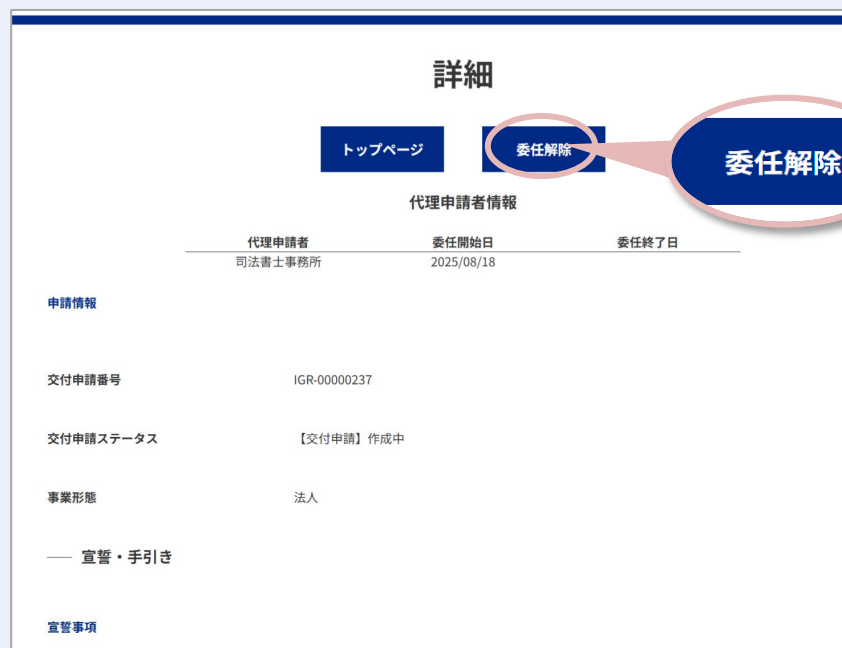 詳細
トップページ 委任解除
委任解除
代理申請者情報
代理申請者 委任開始日 委任終了日
司法書士事務所 2025/08/18
申請情報
交付申請番号 IGR-00000237
交付申請ステータス 【交付申請】作成中
事業形態 法人
宣誓・手引き
宣誓事項